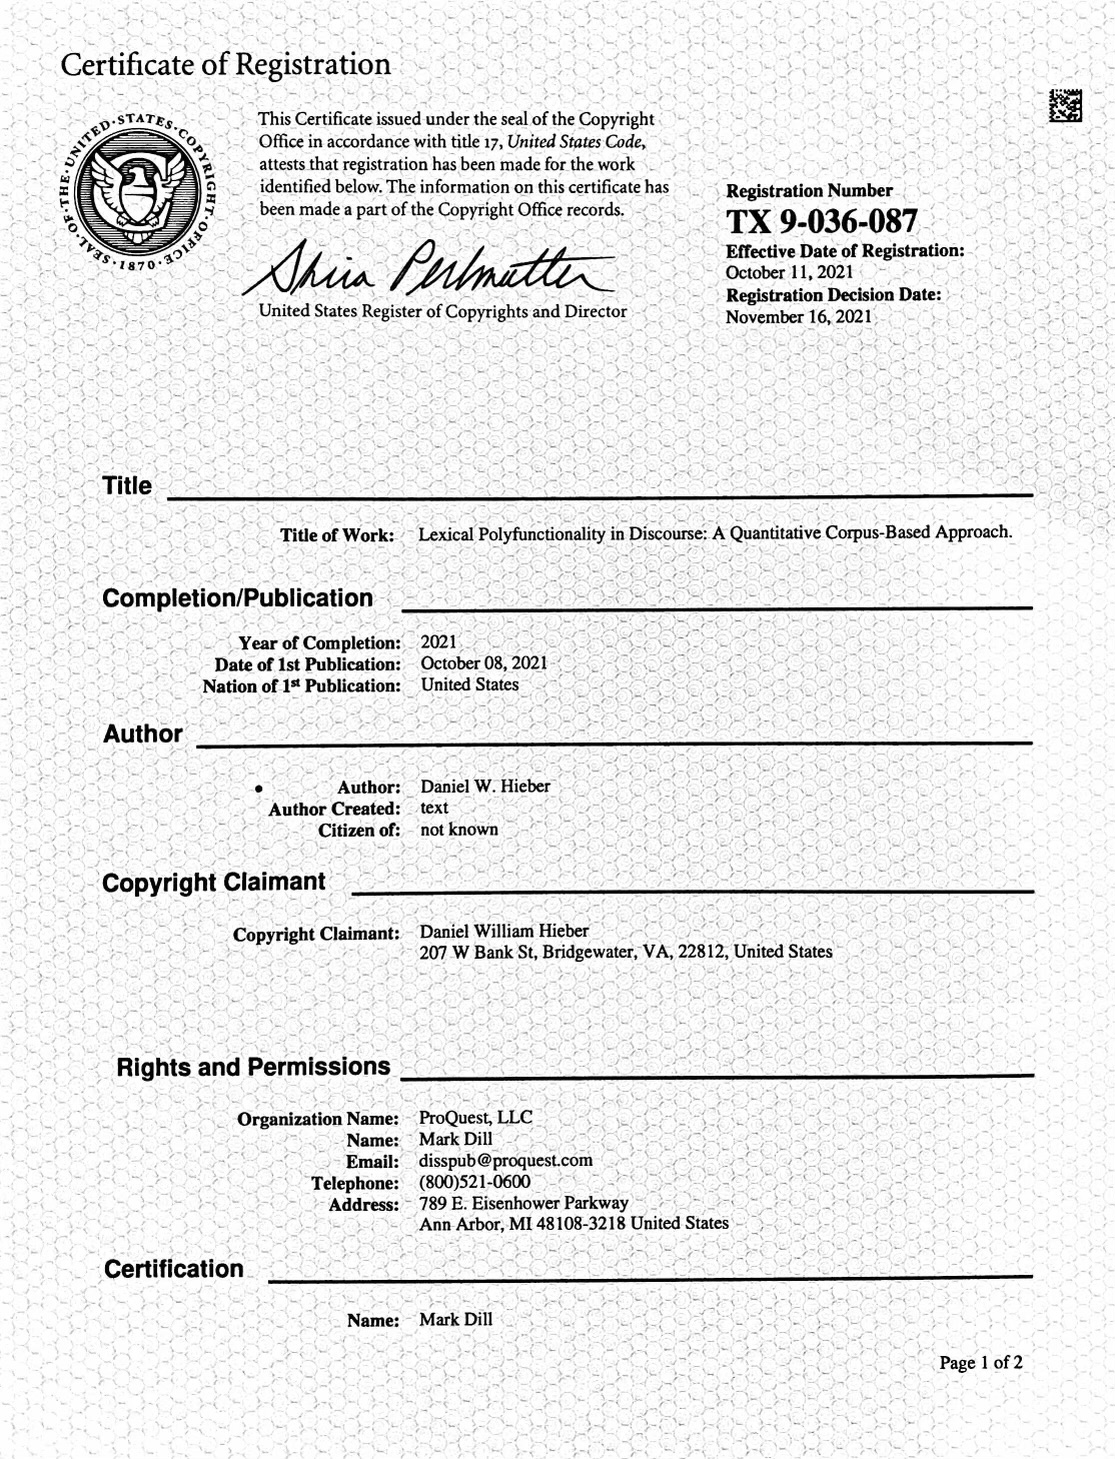 Certificate of Registration
SEAL·OF·THE·UNITED·STATES·COPYRIGHT·OFFICE·
·1870·
This Certificate issued under the seal of the Copyright
Office in accordance with title 17, United States Code,
attests that registration has been made for the work
identified below. The information on this certificate has
been made a part of the Copyright Office records.
Shira Perlmutter
United States Register of Copyrights and Director
Registration Number
TX 9-036-087
Effective Date of Registration:
October 11, 2021
Registration Decision Date:
November 16, 2021
Title
Title of Work: Lexical Polyfunctionality in Discourse: A Quantitative Corpus-Based Approach.
Completion/Publication
Year of Completion: 2021
Date of 1st Publication: October 08, 2021
Nation of 1st Publication: United States
Author
• Author: Daniel W. Hieber
Author Created: text
Citizen of: not known
Copyright Claimant
Copyright Claimant: Daniel William Hieber
207 W Bank St, Bridgewater, VA, 22812, United States
Rights and Permissions
Organization Name: ProQuest, LLC
Name: Mark Dill
Email: disspub@proquest.com
Telephone: (800)521-0600
Address: 789 E. Eisenhower Parkway
Ann Arbor, MI 48108-3218 United States
Certification
Name: Mark Dill
Page 1 of 2